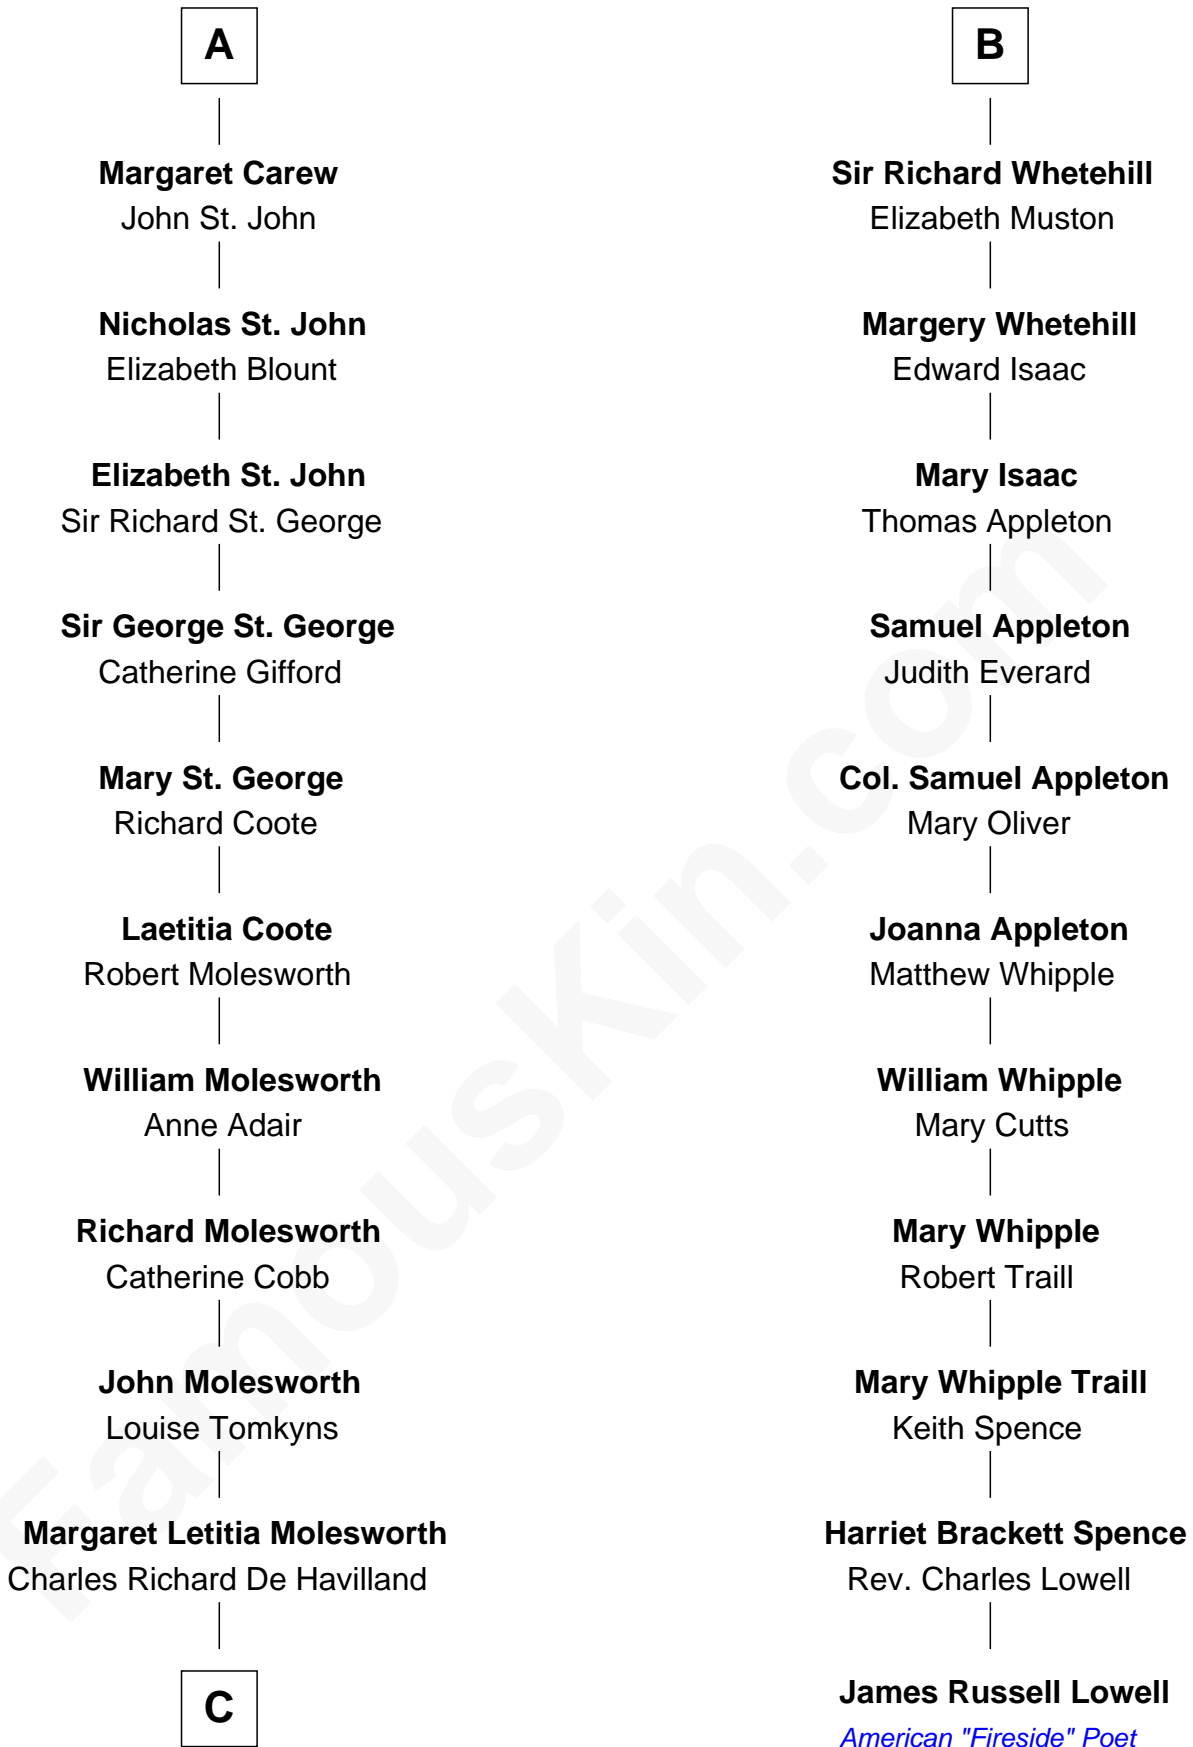 A
Margaret Carew
John St. John
Nicholas St. John
Elizabeth Blount
Elizabeth St. John
Sir Richard St. George
Sir George St. George
Catherine Gifford
Mary St. George
Richard Coote
Laetitia Coote
Robert Molesworth
William Molesworth
Anne Adair
Richard Molesworth
Catherine Cobb
John Molesworth
Louise Tomkyns
Margaret Letitia Molesworth
Charles Richard De Havilland
C
B
Sir Richard Whetehill
Elizabeth Muston
Margery Whetehill
Edward Isaac
Mary Isaac
Thomas Appleton
Samuel Appleton
Judith Everard
Col. Samuel Appleton
Mary Oliver
Joanna Appleton
Matthew Whipple
William Whipple
Mary Cutts
Mary Whipple
Robert Traill
Mary Whipple Traill
Keith Spence
Harriet Brackett Spence
Rev. Charles Lowell
James Russell Lowell
American "Fireside" Poet
FamousKin.com